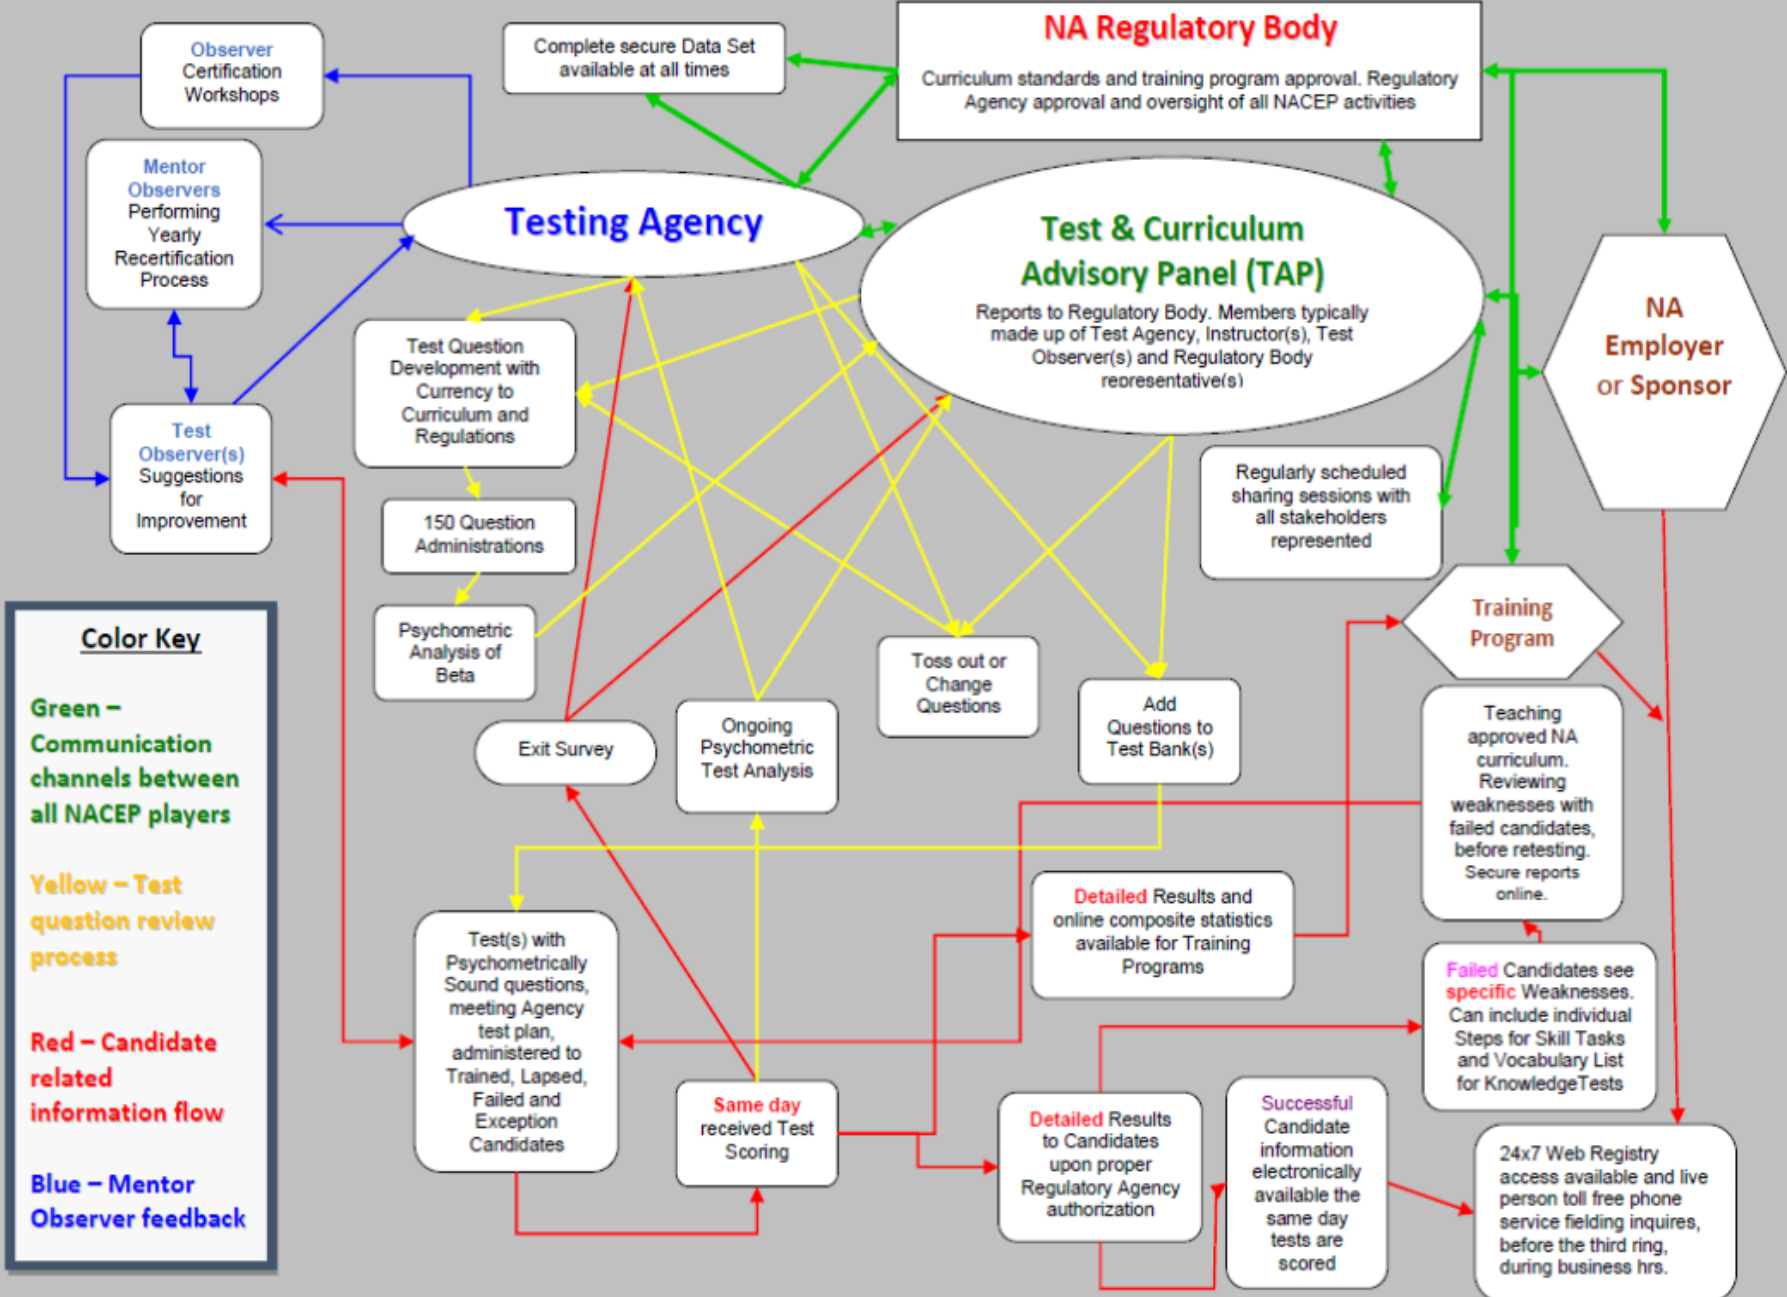 Observer
Certification
Workshops
Complete secure Data Set
available at all times
NA Regulatory Body
Curriculum standards and training program approval. Regulatory
Agency approval and oversight of all NACEP activities
Mentor
Observers
Performing
Yearly
Recertification
Process
Testing Agency
Test & Curriculum
Advisory Panel (TAP)
Reports to Regulatory Body. Members typically
made up of Test Agency, Instructor(s), Test
Observer(s) and Regulatory Body
representative(s)
NA
Employer
or Sponsor
Test Question
Development with
Currency to
Curriculum and
Regulations
Test
Observer(s)
Suggestions
for
Improvement
150 Question
Administrations
Regularly scheduled
sharing sessions with
all stakeholders
represented
Psychometric
Analysis of
Beta
Training
Program
Toss out or
Change
Questions
Add
Questions to
Test Bank(s)
Exit Survey
Ongoing
Psychometric
Test Analysis
Teaching
approved NA
curriculum.
Reviewing
weaknesses with
failed candidates,
before retesting.
Secure reports
online.
Color Key
Green –
Communication
channels between
all NACEP players
Yellow – Test
question review
process
Red – Candidate
related
information flow
Blue – Mentor
Observer feedback
Test(s) with
Psychometrically
Sound questions,
meeting Agency
test plan,
administered to
Trained, Lapsed,
Failed and
Exception
Candidates
Detailed Results and
online composite statistics
available for Training
Programs
Failed Candidates see
specific Weaknesses.
Can include individual
Steps for Skill Tasks
and Vocabulary List
for KnowledgeTests
Same day
received Test
Scoring
Detailed Results
to Candidates
upon proper
Regulatory Agency
authorization
Successful
Candidate
information
electronically
available the
same day
tests are
scored
24x7 Web Registry
access available and live
person toll free phone
service fielding inquires,
before the third ring,
during business hrs.